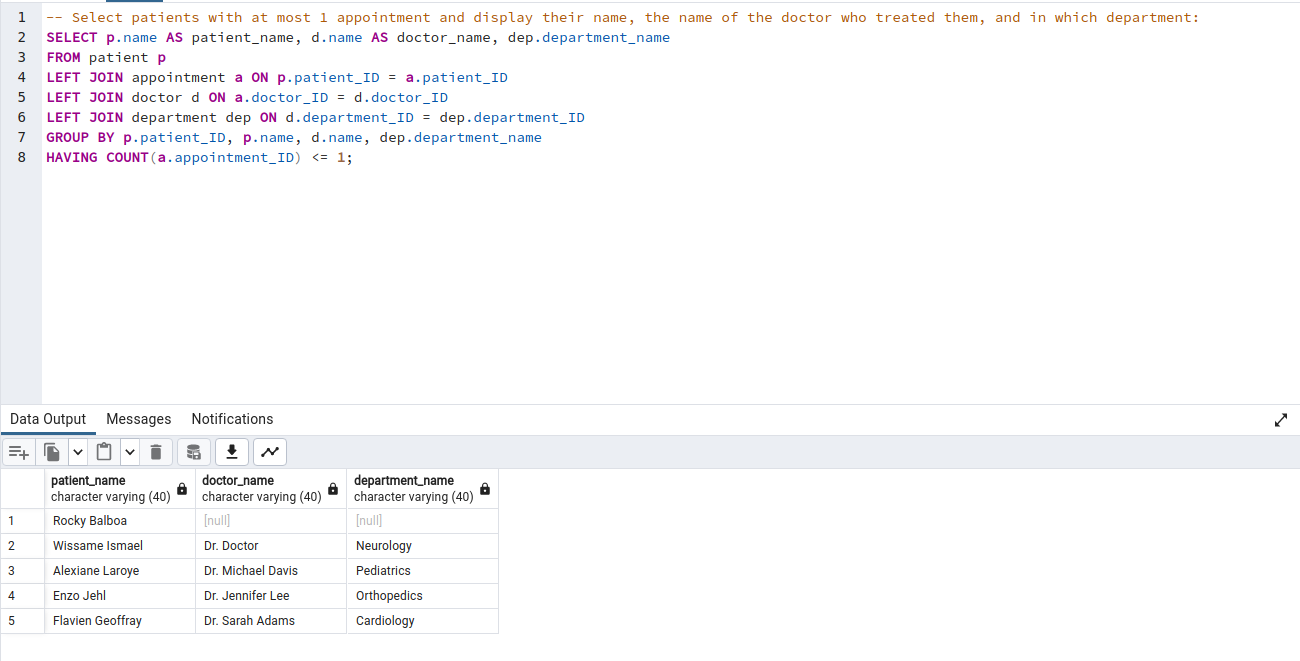 1 -- Select patients with at most 1 appointment and display their name, the name of the doctor who treated them, and in which department:
2 SELECT p.name AS patient_name, d.name AS doctor_name, dep.department_name
3 FROM patient p
4 LEFT JOIN appointment a ON p.patient_ID = a.patient_ID
5 LEFT JOIN doctor d ON a.doctor_ID = d.doctor_ID
6 LEFT JOIN department dep ON d.department_ID = dep.department_ID
7 GROUP BY p.patient_ID, p.name, d.name, dep.department_name
8 HAVING COUNT(a.appointment_ID) <= 1;
Data Output Messages Notifications
patient_name doctor_name department_name
character varying (40) character varying (40) character varying (40)
1 Rocky Balboa [null] [null]
2 Wissame Ismael Dr. Doctor Neurology
3 Alexiane Laroye Dr. Michael Davis Pediatrics
4 Enzo Jehl Dr. Jennifer Lee Orthopedics
5 Flavien Geoffray Dr. Sarah Adams Cardiology